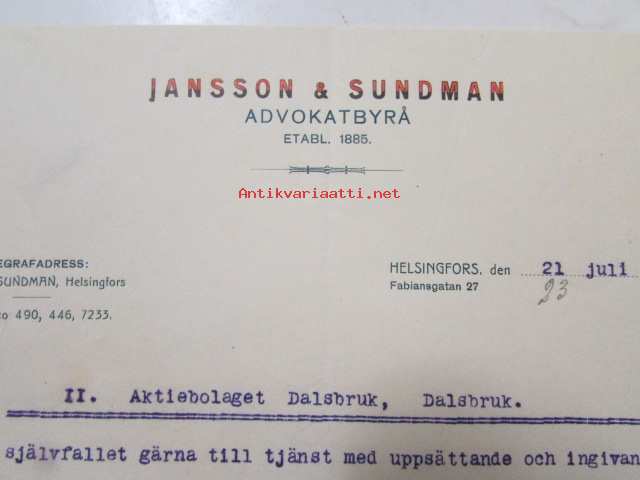 JANSSON & SUNDMAN
ADVOKATBYRÅ
ETABL. 1885.
Antikvariaatti.net
EGRAFADRESS:
SUNDMAN, Helsingfors
HELSINGFORS, den 21 juli
Fabiansgatan 27
23
o 490, 446, 7233.
II. Aktiebolaget Dalsbruk, Dalsbruk.
självfallet gärna till tjänst med uppsättande och ingivan